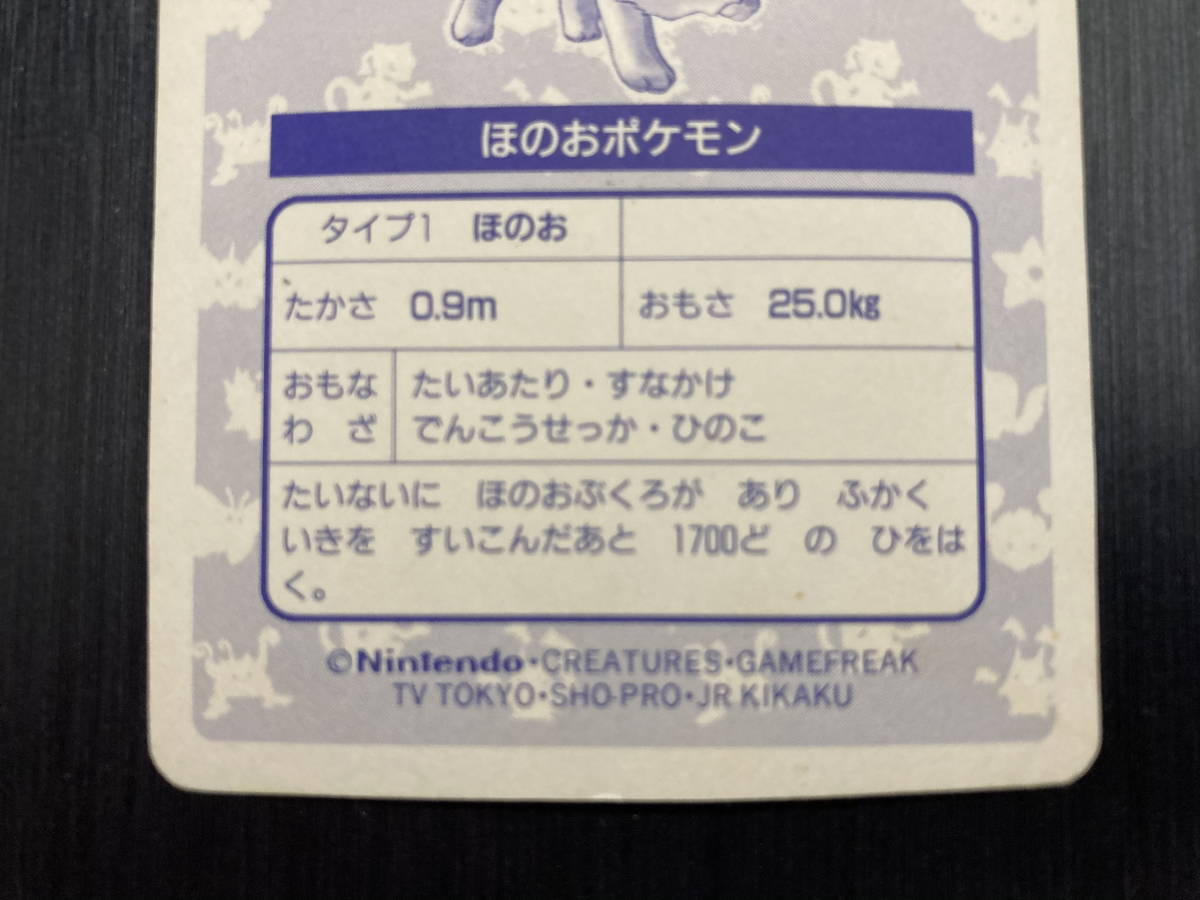 ほのおポケモン
タイプ1 ほのお
たかさ 0.9m おもさ 25.0kg
おもな たいあたり・すなかけ
わ ざ でんこうせっか・ひのこ
たいないに ほのおぶくろが あり ふかく
いきを すいこんだあと 1700ど の ひをは
く。
©Nintendo・CREATURES・GAMEFREAK
TV TOKYO・SHO-PRO・JR KIKAKU